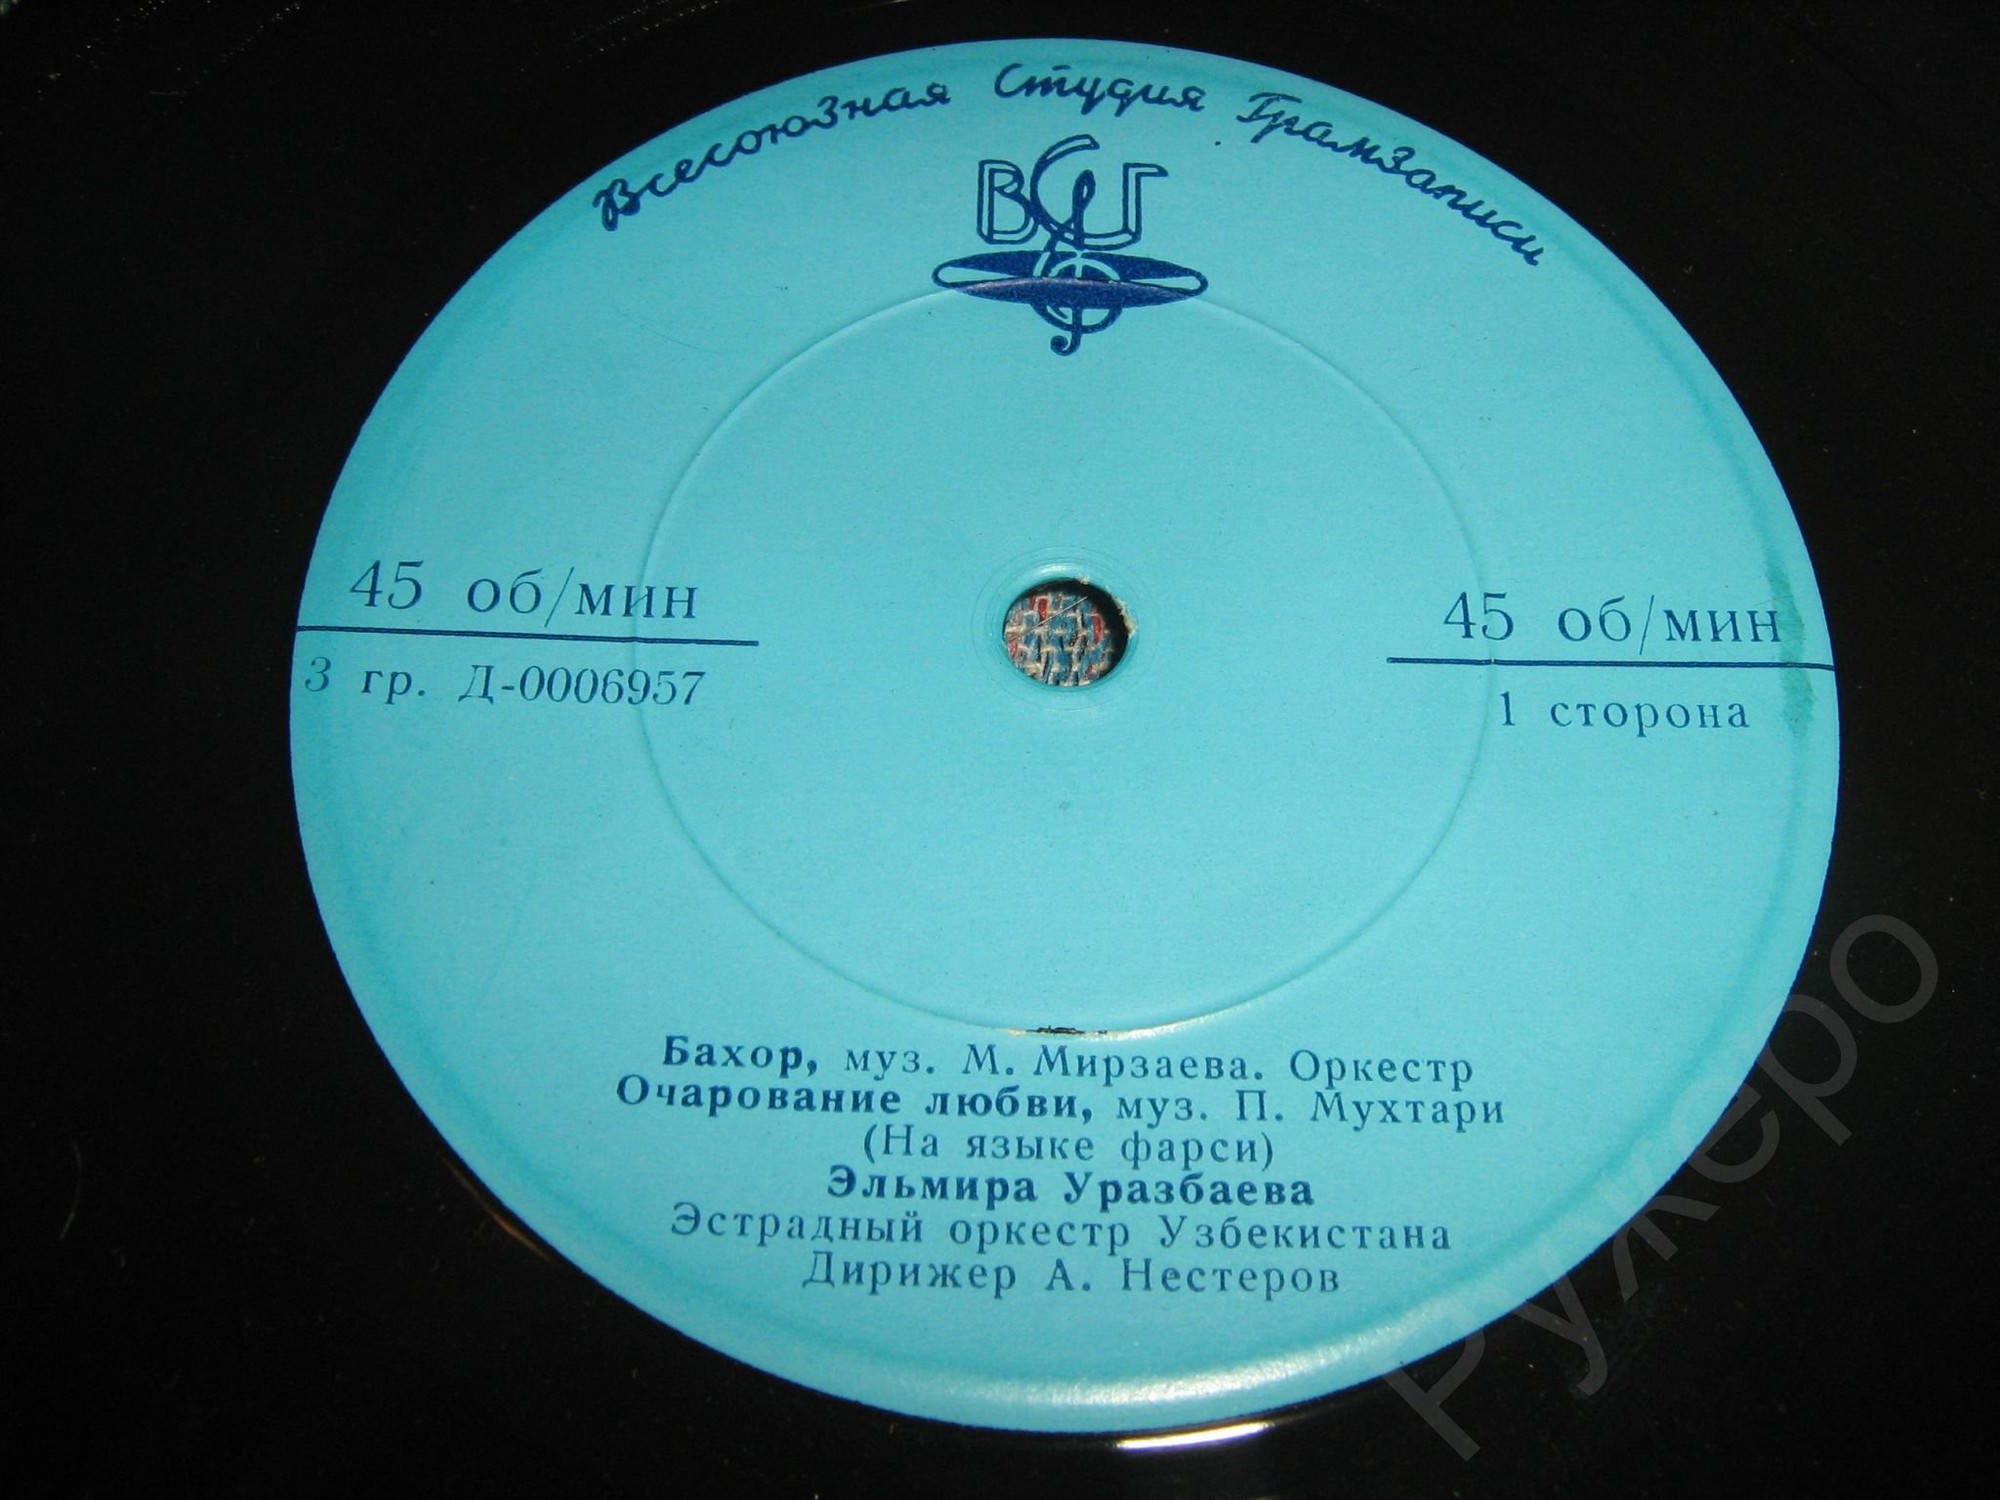 Всесоюзная Студия Грамзаписи
ВСГ
45 об/мин
3 гр. Д-0006957
45 об/мин
1 сторона
Бахор, муз. М. Мирзаева. Оркестр
Очарование любви, муз. П. Мухтари
(На языке фарси)
Эльмира Уразбаева
Эстрадный оркестр Узбекистана
Дирижер А. Нестеров
Ружеро